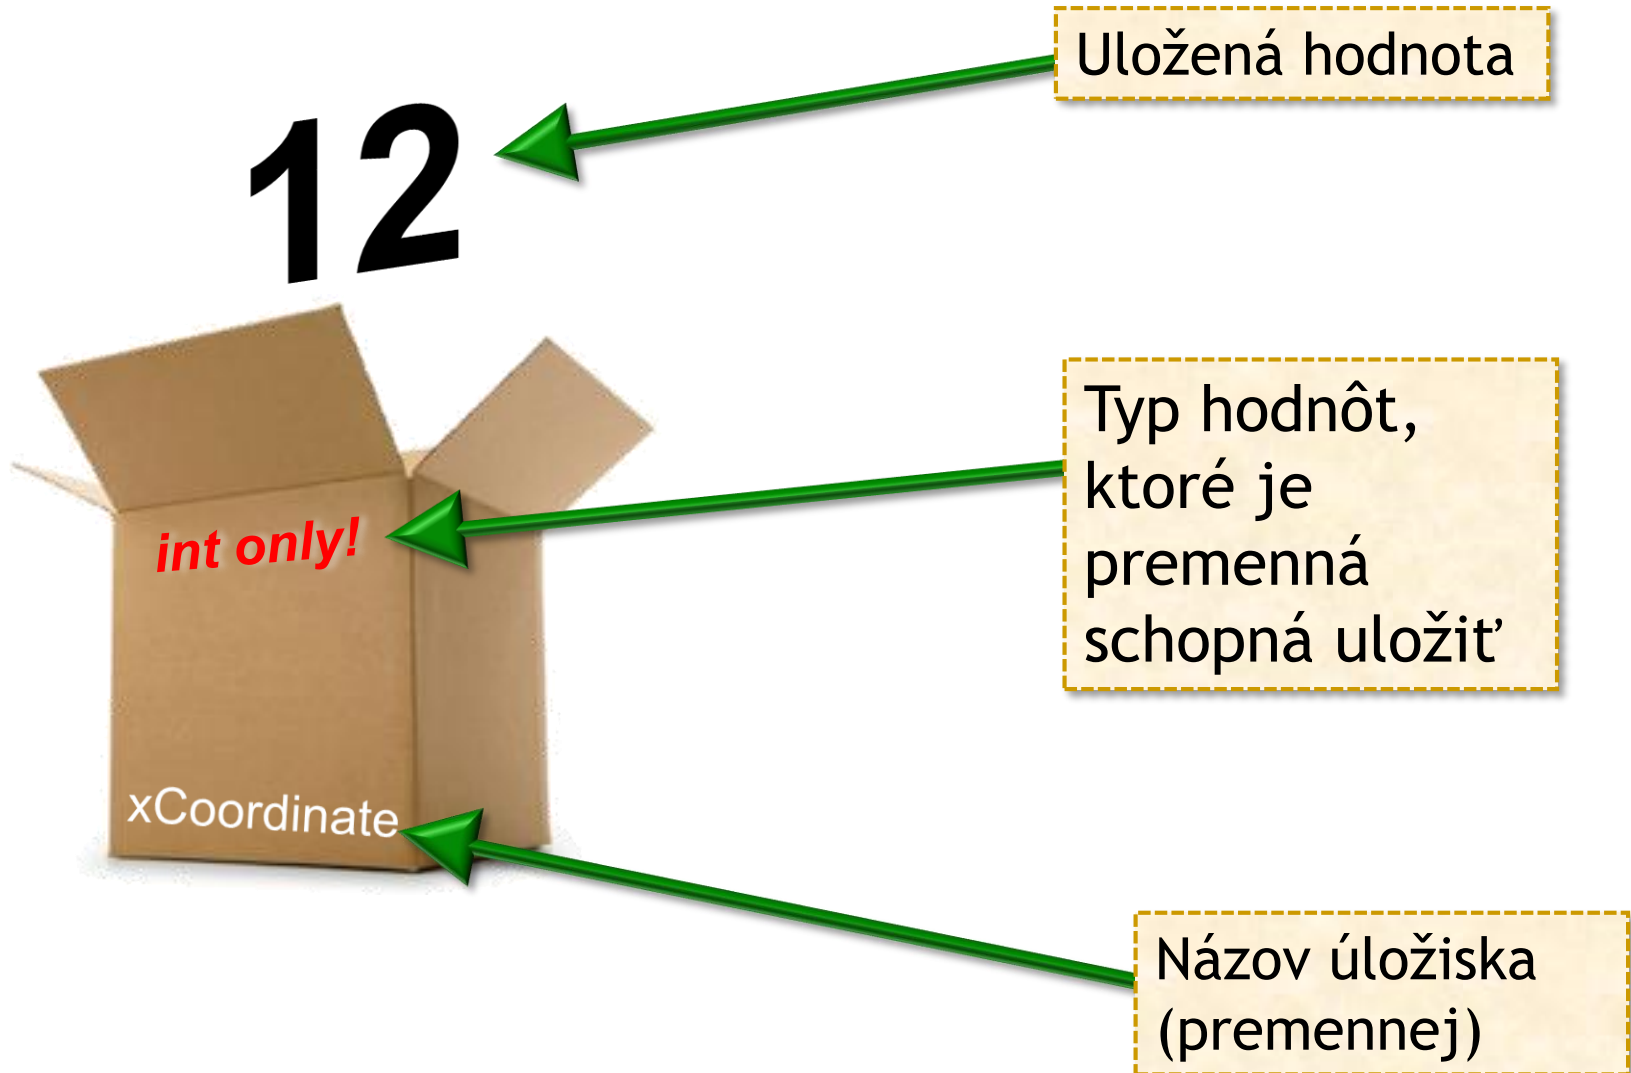 Uložená hodnota
12
Typ hodnôt,
ktoré je
premenná
schopná uložiť
int only!
xCoordinate
Názov úložiska
(premennej)